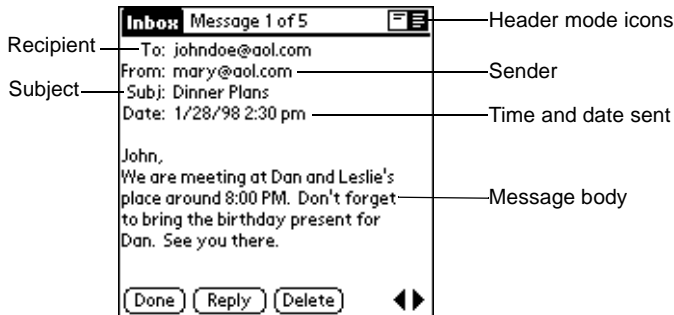 Inbox Message 1 of 5
Header mode icons
Recipient
To: johndoe@aol.com
From: mary@aol.com
Sender
Subject
Subj: Dinner Plans
Date: 1/28/98 2:30 pm
Time and date sent
John,
We are meeting at Dan and Leslie's
place around 8:00 PM. Don't forget
Message body
to bring the birthday present for
Dan. See you there.
Done Reply Delete